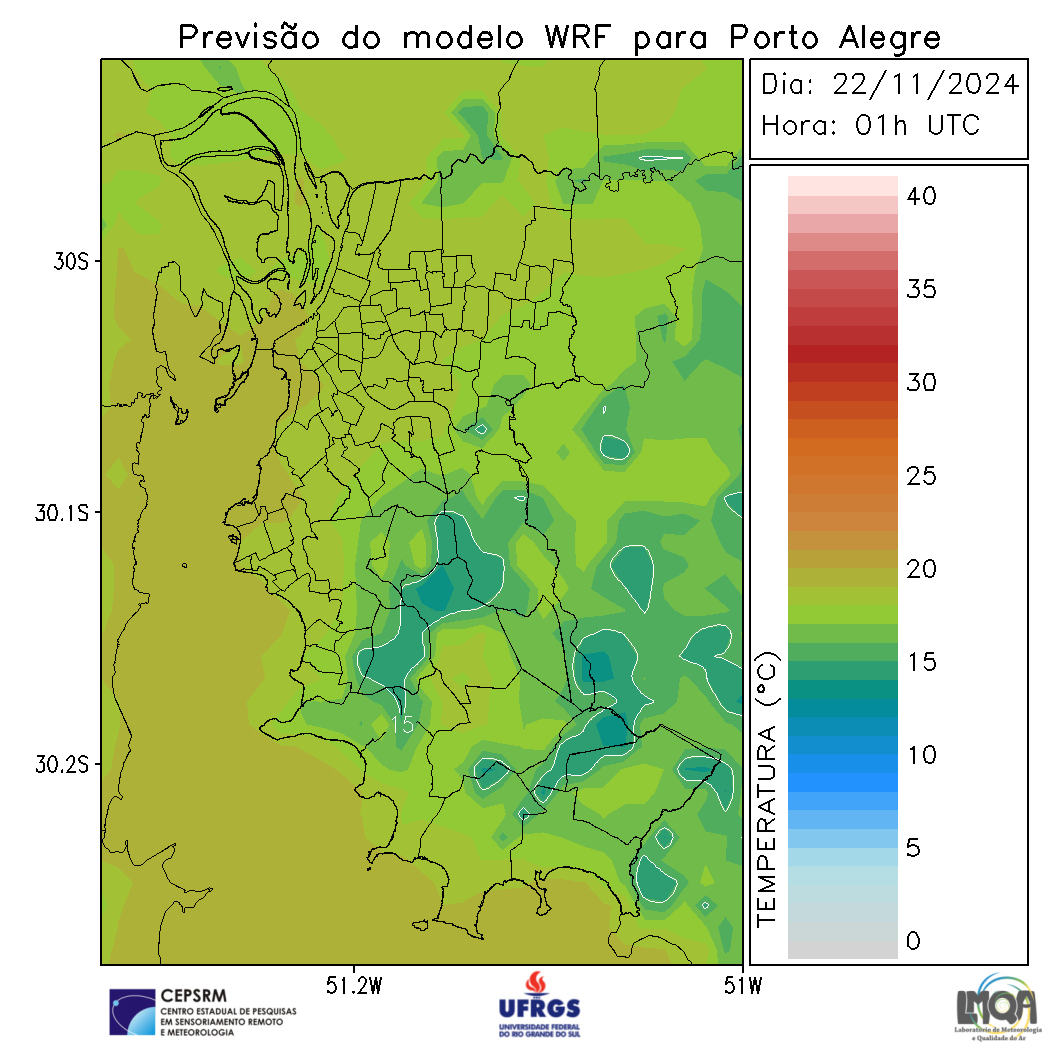 Previsão do modelo WRF para Porto Alegre
Dia: 22/11/2024
Hora: 01h UTC
40
35
30
25
20
15
10
5
0
TEMPERATURA (°C)
30S
30.1S
30.2S
15
51.2W
51W
CEPSRM
CENTRO ESTADUAL DE PESQUISAS
EM SENSORIAMENTO REMOTO
E METEOROLOGIA
UFRGS
UNIVERSIDADE FEDERAL
DO RIO GRANDE DO SUL
LMQA
Laboratório de Meteorologia
e Qualidade do Ar